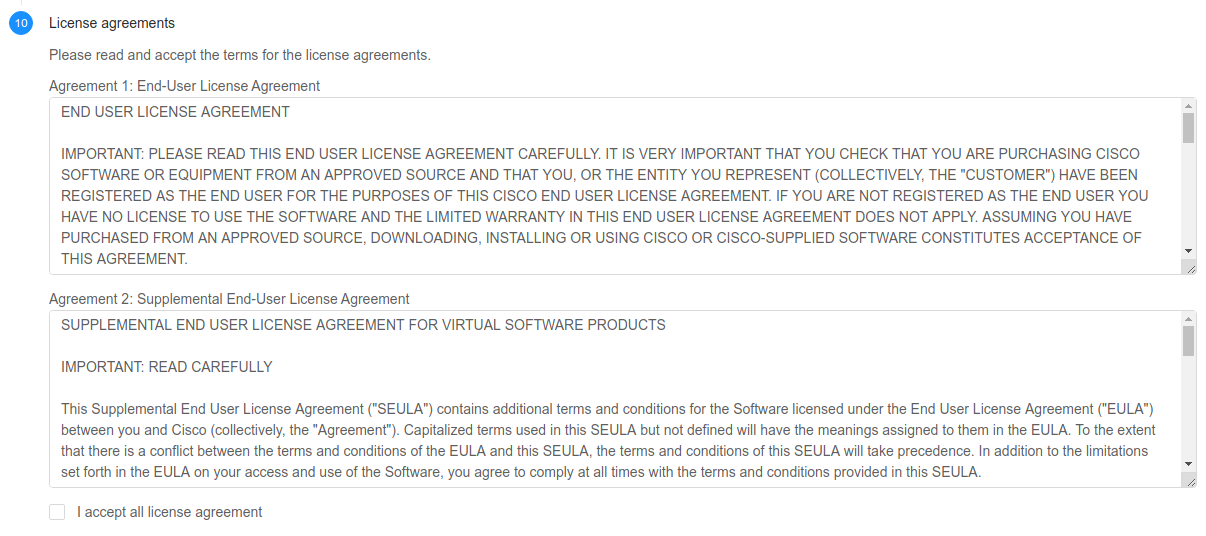 10 License agreements
Please read and accept the terms for the license agreements.
Agreement 1: End-User License Agreement
END USER LICENSE AGREEMENT
IMPORTANT: PLEASE READ THIS END USER LICENSE AGREEMENT CAREFULLY. IT IS VERY IMPORTANT THAT YOU CHECK THAT YOU ARE PURCHASING CISCO
SOFTWARE OR EQUIPMENT FROM AN APPROVED SOURCE AND THAT YOU, OR THE ENTITY YOU REPRESENT (COLLECTIVELY, THE "CUSTOMER") HAVE BEEN
REGISTERED AS THE END USER FOR THE PURPOSES OF THIS CISCO END USER LICENSE AGREEMENT. IF YOU ARE NOT REGISTERED AS THE END USER YOU
HAVE NO LICENSE TO USE THE SOFTWARE AND THE LIMITED WARRANTY IN THIS END USER LICENSE AGREEMENT DOES NOT APPLY. ASSUMING YOU HAVE
PURCHASED FROM AN APPROVED SOURCE, DOWNLOADING, INSTALLING OR USING CISCO OR CISCO-SUPPLIED SOFTWARE CONSTITUTES ACCEPTANCE OF
THIS AGREEMENT.
Agreement 2: Supplemental End-User License Agreement
SUPPLEMENTAL END USER LICENSE AGREEMENT FOR VIRTUAL SOFTWARE PRODUCTS
IMPORTANT: READ CAREFULLY
This Supplemental End User License Agreement ("SEULA") contains additional terms and conditions for the Software licensed under the End User License Agreement ("EULA")
between you and Cisco (collectively, the "Agreement"). Capitalized terms used in this SEULA but not defined will have the meanings assigned to them in the EULA. To the extent
that there is a conflict between the terms and conditions of the EULA and this SEULA, the terms and conditions of this SEULA will take precedence. In addition to the limitations
set forth in the EULA on your access and use of the Software, you agree to comply at all times with the terms and conditions provided in this SEULA.
I accept all license agreement